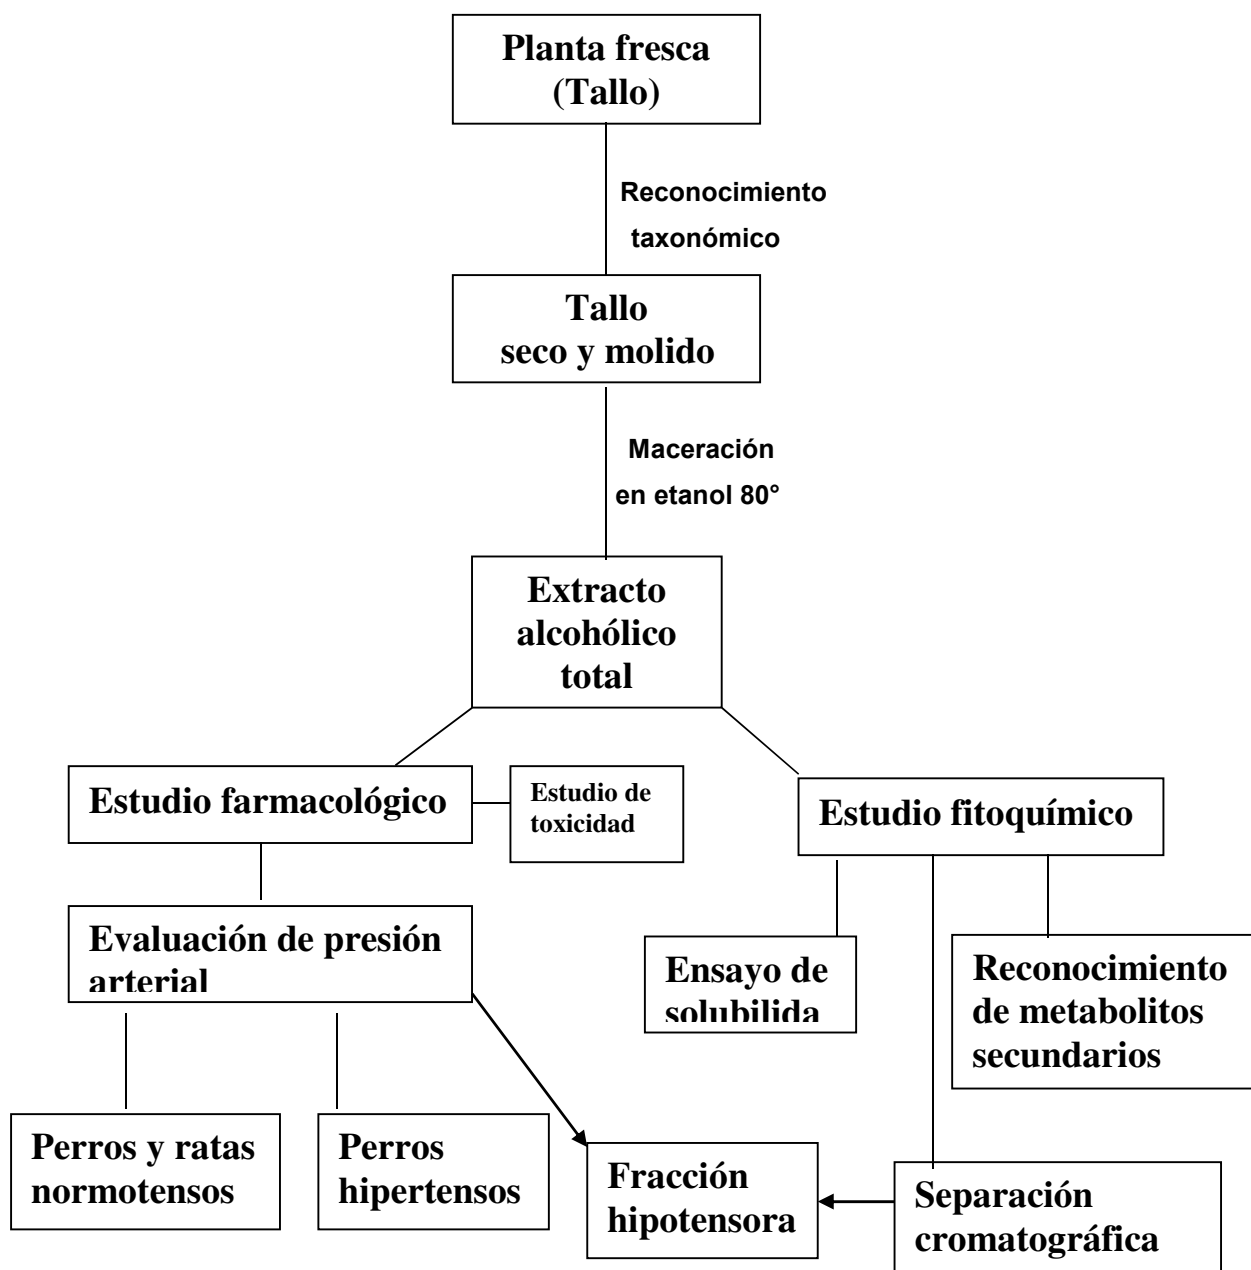 Planta fresca
(Tallo)
Reconocimiento
taxonómico
Tallo
seco y molido
Maceración
en etanol 80°
Extracto
alcohólico
total
Estudio farmacológico
Estudio de
toxicidad
Estudio fitoquímico
Evaluación de presión
arterial
Ensayo de
solubilida
Reconocimiento
de metabolitos
secundarios
Perros y ratas
normotensos
Perros
hipertensos
Fracción
hipotensora
Separación
cromatográfica